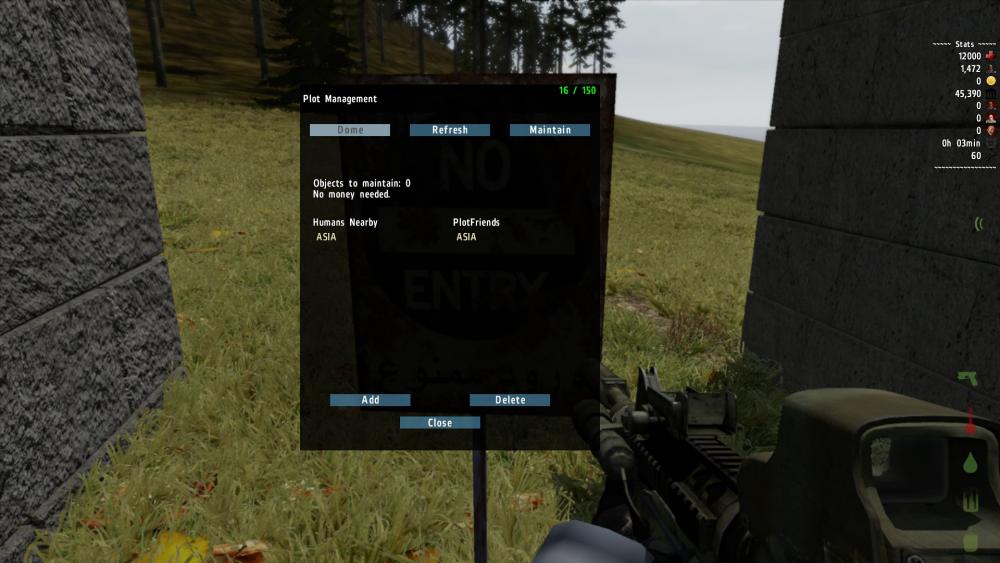 ~~~~~ Stats ~~~~~
16 / 150
Plot Management
12000
1,472
0
45,390
0
0
0
0h 03min
60
Dome Refresh Maintain
NO
Objects to maintain: 0
No money needed.
Humans Nearby PlotFriends
ASIA ASIA
ENTRY
Add Delete
Close